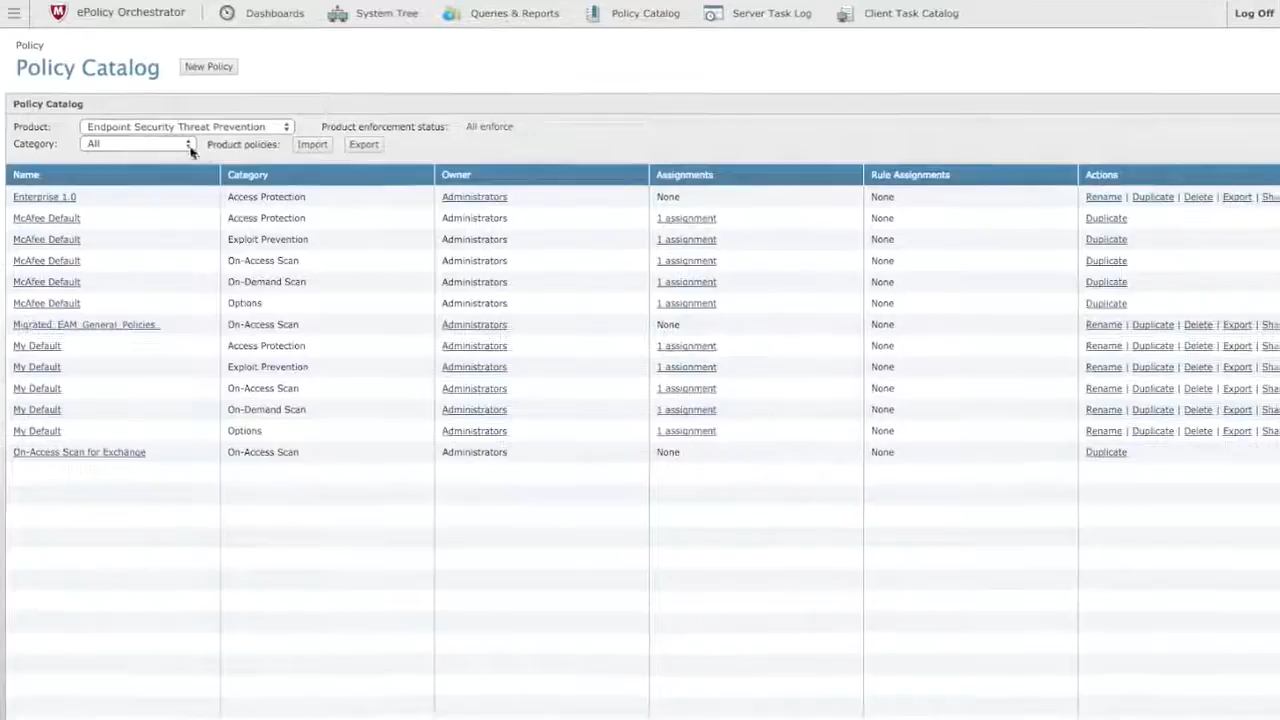 ePolicy Orchestrator Dashboards System Tree Queries & Reports Policy Catalog Server Task Log Client Task Catalog Log Off
Policy
Policy Catalog New Policy
Policy Catalog
Product: Endpoint Security Threat Prevention Product enforcement status: All enforce
Category: All Product policies: Import Export
Name Category Owner Assignments Rule Assignments Actions
Enterprise 1.0 Access Protection Administrators None None Rename | Duplicate | Delete | Export | Sha
McAfee Default Access Protection Administrators 1 assignment None Duplicate
McAfee Default Exploit Prevention Administrators 1 assignment None Duplicate
McAfee Default On-Access Scan Administrators 1 assignment None Duplicate
McAfee Default On-Demand Scan Administrators 1 assignment None Duplicate
McAfee Default Options Administrators 1 assignment None Duplicate
Migrated_EAM_General_Policies_ On-Access Scan Administrators None None Rename | Duplicate | Delete | Export | Sha
My Default Access Protection Administrators 1 assignment None Rename | Duplicate | Delete | Export | Sha
My Default Exploit Prevention Administrators 1 assignment None Rename | Duplicate | Delete | Export | Sha
My Default On-Access Scan Administrators 1 assignment None Rename | Duplicate | Delete | Export | Sha
My Default On-Demand Scan Administrators 1 assignment None Rename | Duplicate | Delete | Export | Sha
My Default Options Administrators 1 assignment None Rename | Duplicate | Delete | Export | Sha
On-Access Scan for Exchange On-Access Scan Administrators None None Duplicate